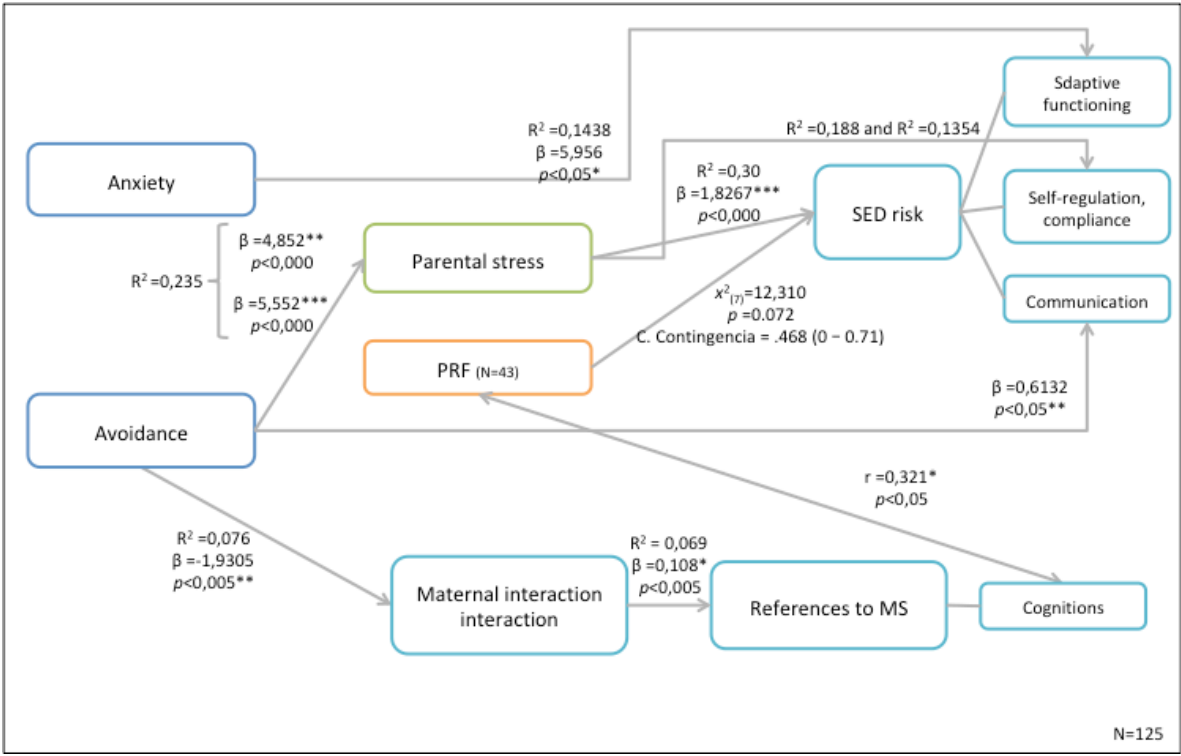 Sdaptive
functioning
R² =0,1438
β =5,956
p<0,05*
R² =0,188 and R² =0,1354
Anxiety
R² =0,30
β =1,8267***
p<0,000
SED risk
Self-regulation,
compliance
R² =0,235
β =4,852**
p<0,000
β =5,552***
p<0,000
Parental stress
x²(7)=12,310
p =0.072
C. Contingencia = .468 (0 – 0.71)
Communication
PRF (N=43)
β =0,6132
p<0,05**
Avoidance
r =0,321*
p<0,05
R² =0,076
β =-1,9305
p<0,005**
R² = 0,069
β =0,108*
p<0,005
Maternal interaction
interaction
References to MS
Cognitions
N=125